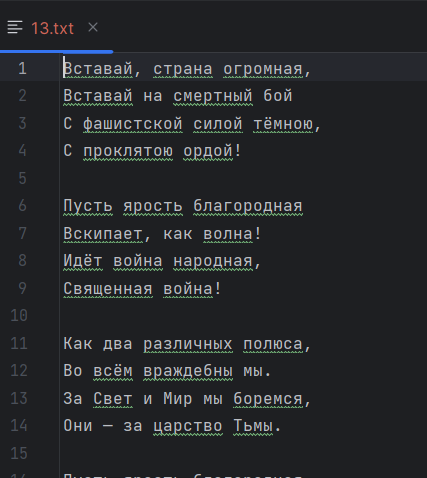 13.txt
1 Вставай, страна огромная,
2 Вставай на смертный бой
3 С фашистской силой тёмною,
4 С проклятою ордой!
5
6 Пусть ярость благородная
7 Вскипает, как волна!
8 Идёт война народная,
9 Священная война!
10
11 Как два различных полюса,
12 Во всём враждебны мы.
13 За Свет и Мир мы боремся,
14 Они — за царство Тьмы.
15